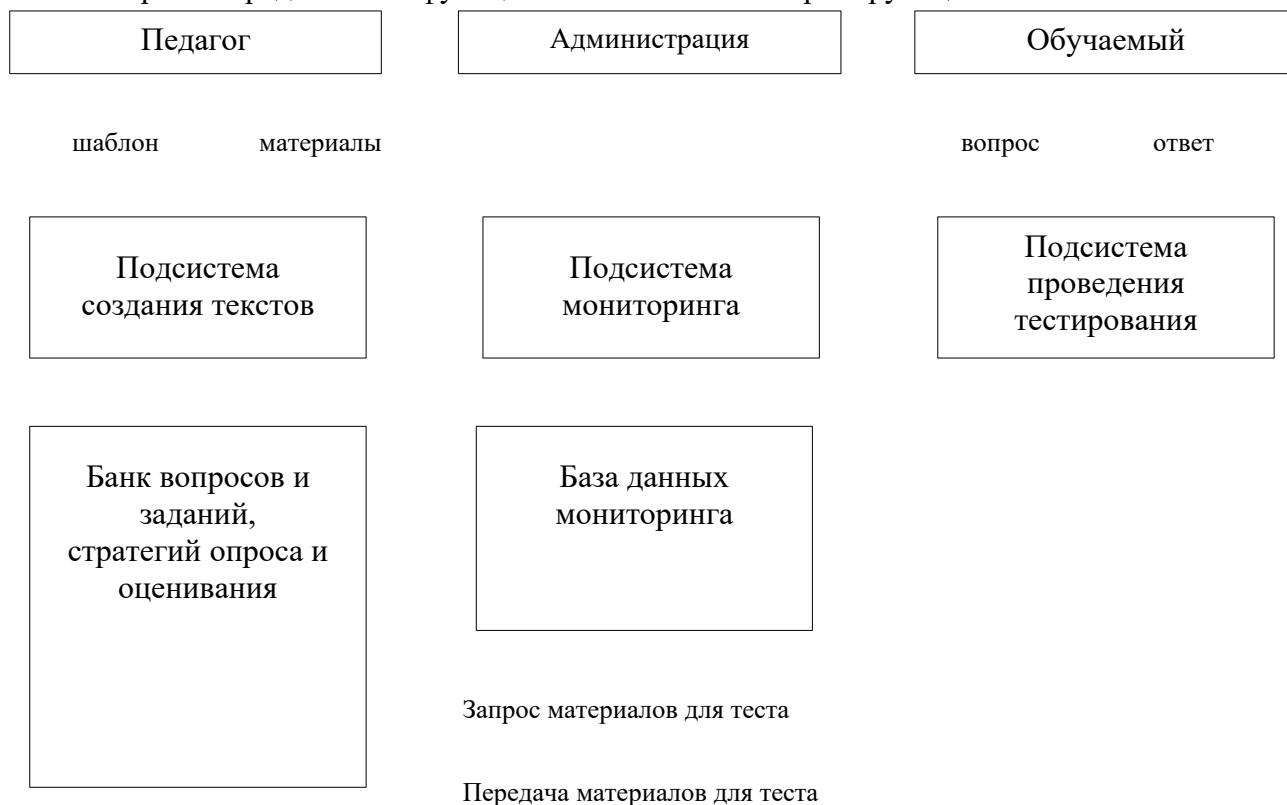 Педагог
Администрация
Обучаемый
шаблон материалы
вопрос ответ
Подсистема
создания текстов
Подсистема
мониторинга
Подсистема
проведения
тестирования
Банк вопросов и
заданий,
стратегий опроса и
оценивания
База данных
мониторинга
Запрос материалов для теста
Передача материалов для теста